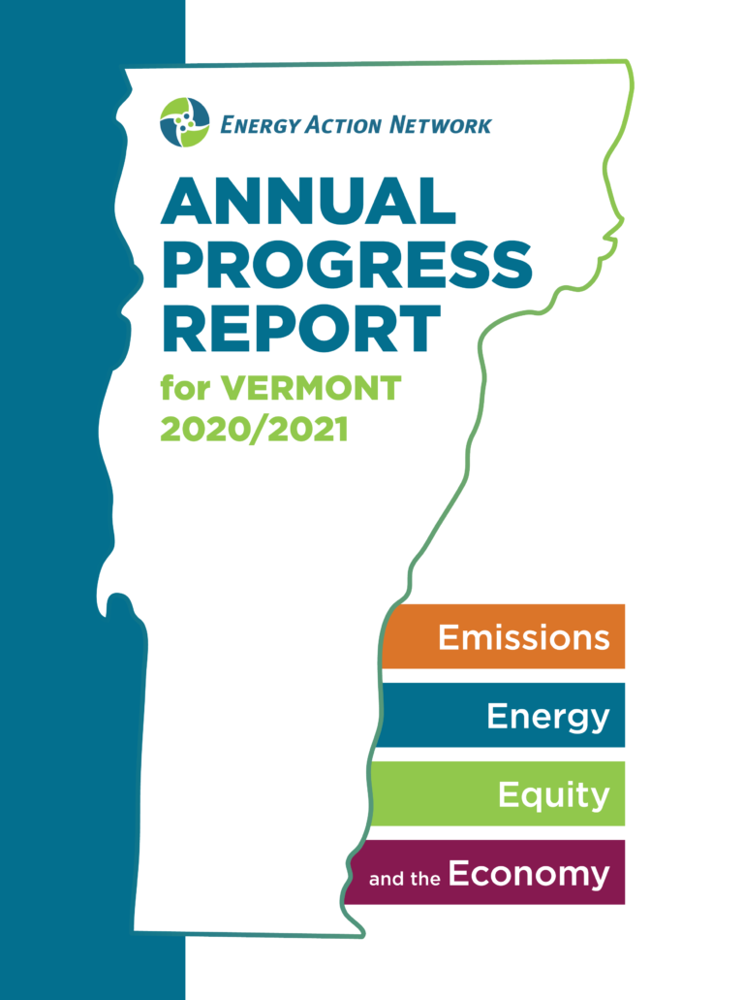 ENERGY ACTION NETWORK
ANNUAL
PROGRESS
REPORT
for VERMONT
2020/2021
Emissions
Energy
Equity
and the Economy